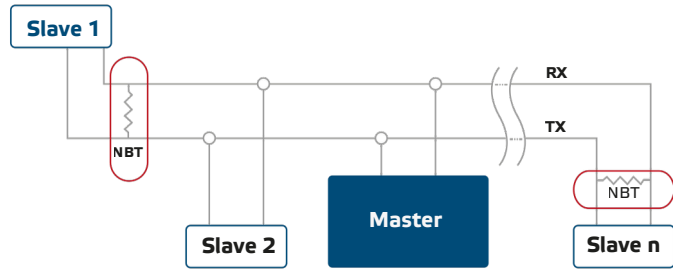 Slave 1
RX
TX
NBT
NBT
Master
Slave 2
Slave n